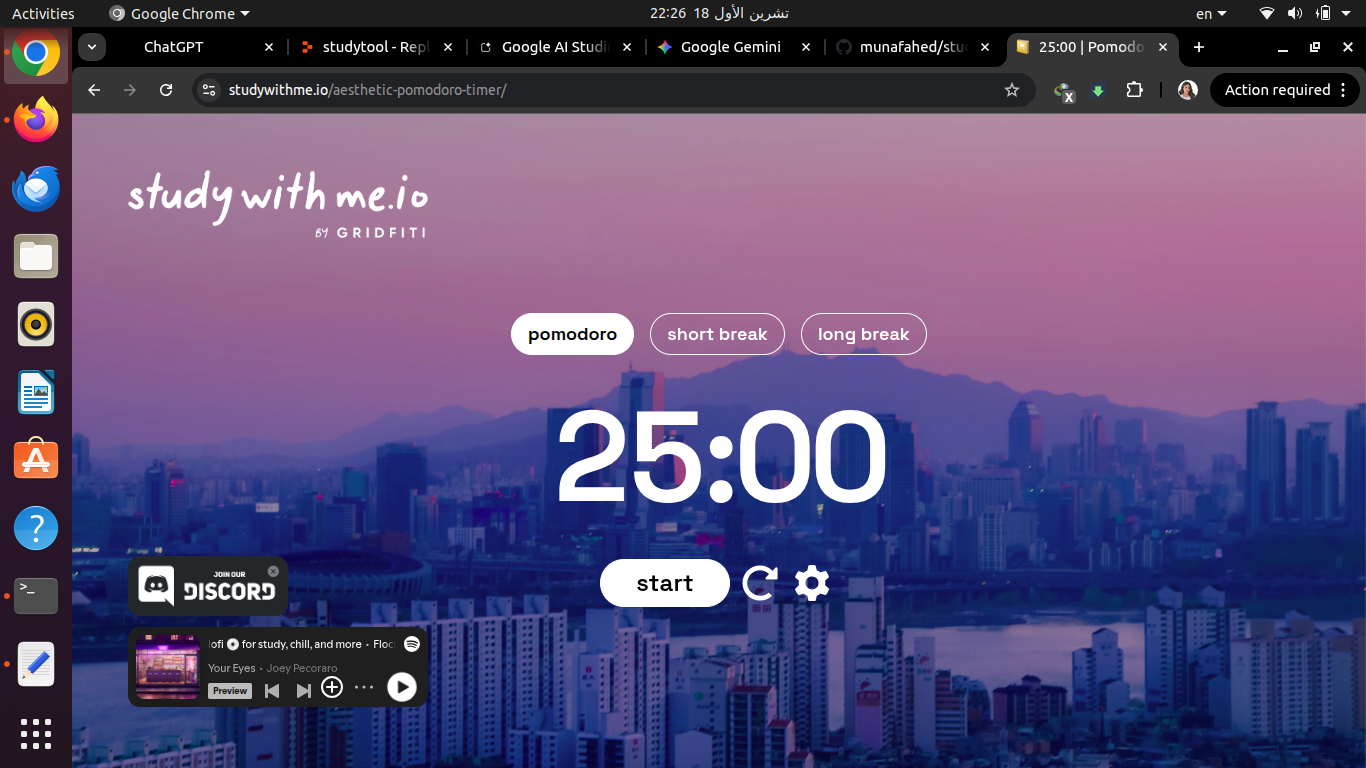 Activities
Google Chrome
22:26 18 تشرين الأول
en
ChatGPT
studytool - Repl
Google AI Studio
Google Gemini
munafahed/stud
25:00 | Pomodo
studywithme.io/aesthetic-pomodoro-timer/
X
Action required
study with me.io
BY GRIDFITI
pomodoro
short break
long break
25:00
start
JOIN OUR
DISCORD
lofi 💿 for study, chill, and more • Floc
Your Eyes • Joey Pecoraro
Preview